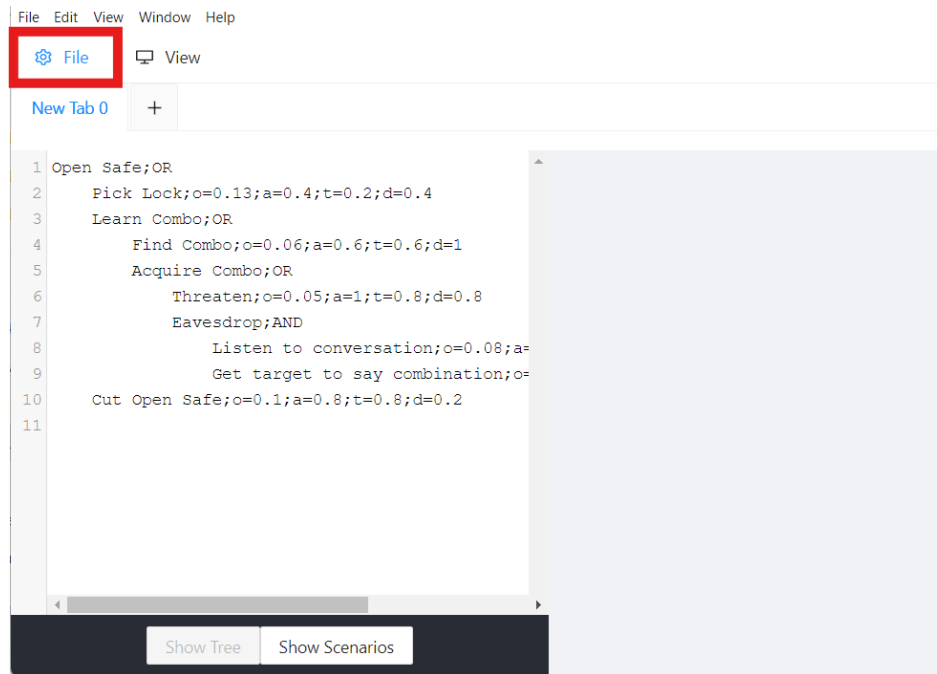 File Edit View Window Help
File View
New Tab 0 +
1 Open Safe;OR
2 Pick Lock;o=0.13;a=0.4;t=0.2;d=0.4
3 Learn Combo;OR
4 Find Combo;o=0.06;a=0.6;t=0.6;d=1
5 Acquire Combo;OR
6 Threaten;o=0.05;a=1;t=0.8;d=0.8
7 Eavesdrop;AND
8 Listen to conversation;o=0.08;a=
9 Get target to say combination;o=
10 Cut Open Safe;o=0.1;a=0.8;t=0.8;d=0.2
11
Show Tree Show Scenarios